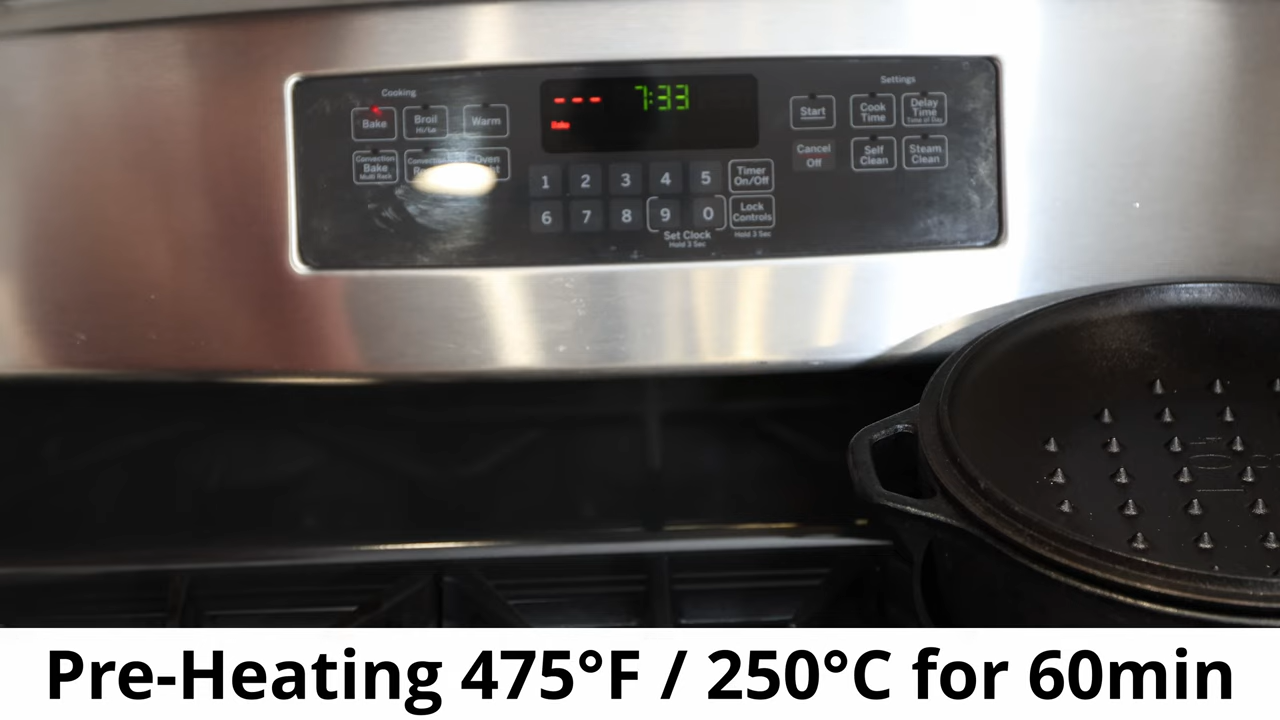 Cooking
Settings
7:33
- - -
Bake
Bake
Broil
Hi/Lo
Warm
Start
Cook
Time
Delay
Time
Time of Day
Convection
Bake
Multi Rack
Oven
Cancel
Off
Self
Clean
Steam
Clean
1 2 3 4 5
Timer
On/Off
6 7 8 9 0
Lock
Controls
Set Clock
Hold 3 Sec
Hold 3 Sec
Pre-Heating 475°F / 250°C for 60min